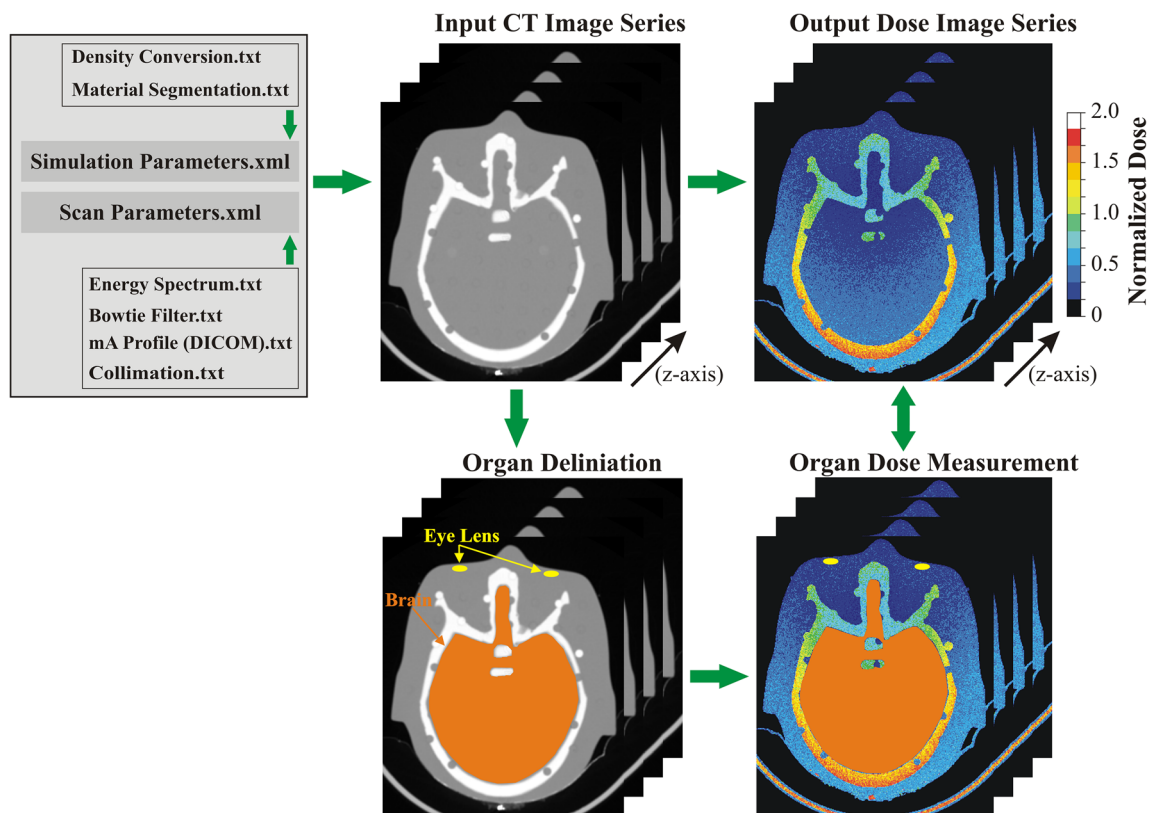 Input CT Image Series
Output Dose Image Series
Density Conversion.txt
Material Segmentation.txt
Simulation Parameters.xml
Scan Parameters.xml
Energy Spectrum.txt
Bowtie Filter.txt
mA Profile (DICOM).txt
Collimation.txt
(z-axis)
(z-axis)
2.0
1.5
1.0
0.5
0
Normalized Dose
Organ Deliniation
Organ Dose Measurement
Eye Lens
Brain